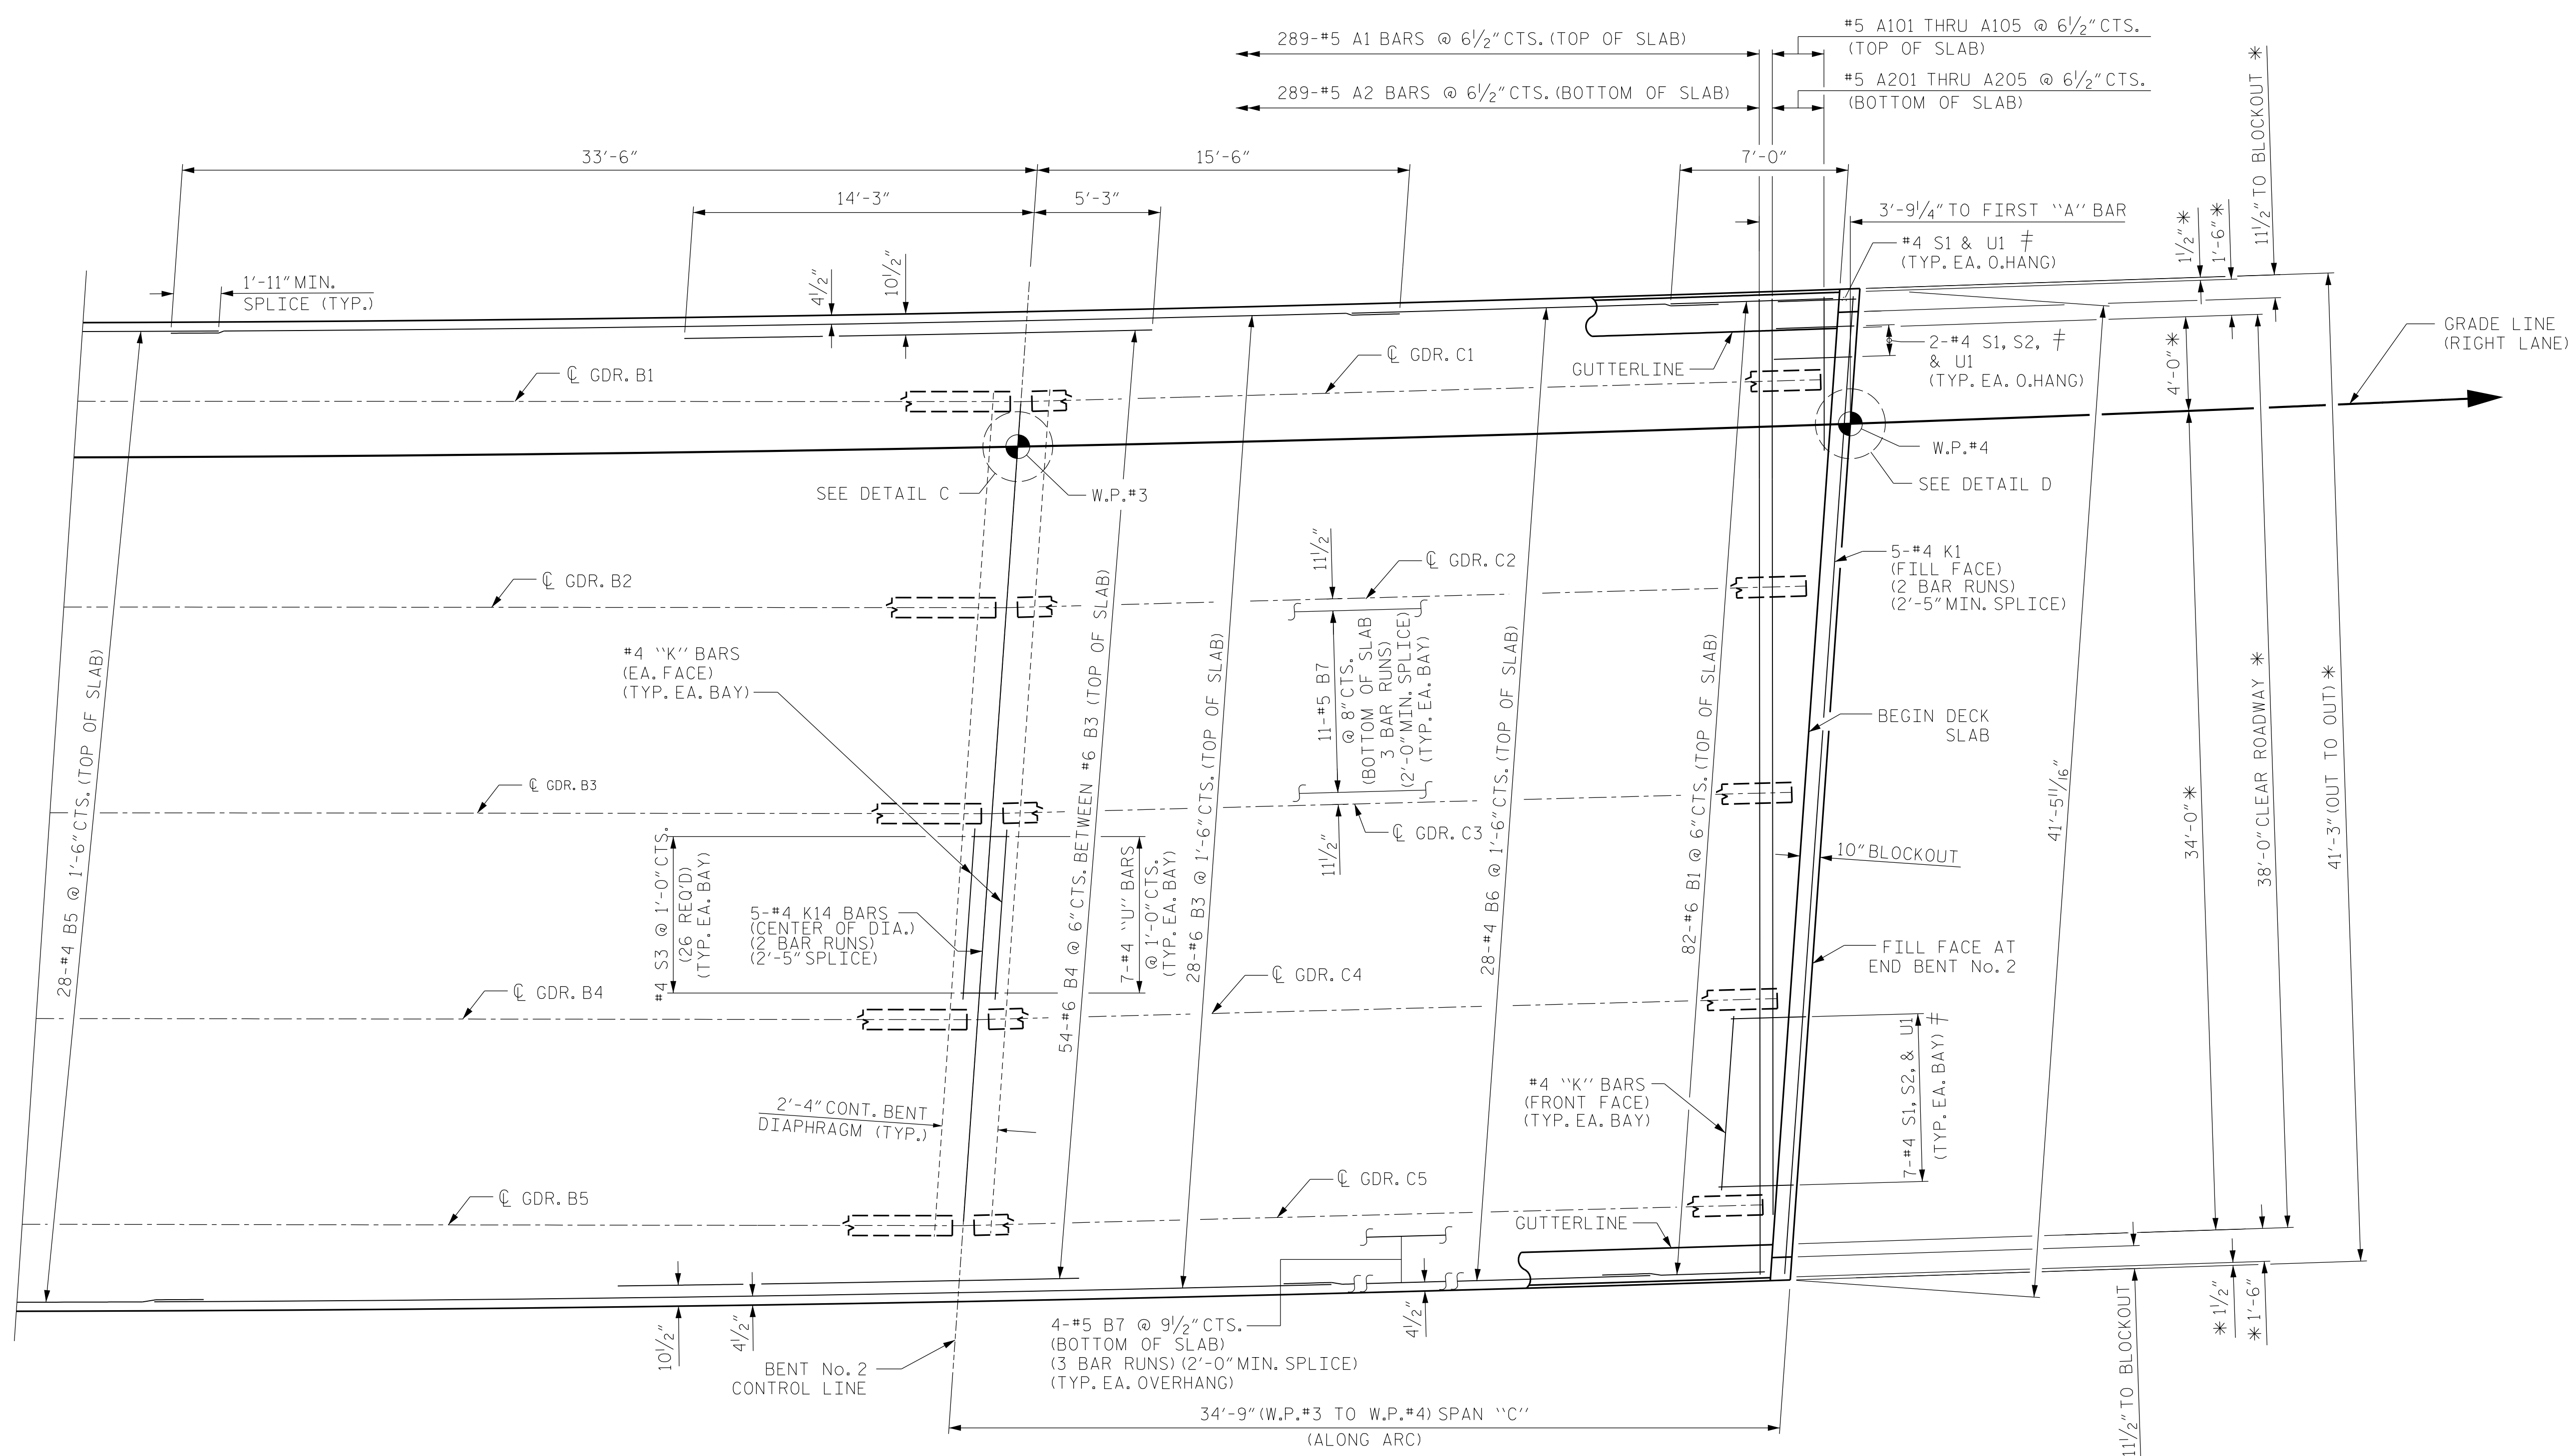 289-#5 A1 BARS @ 6½" CTS. (TOP OF SLAB)
#5 A101 THRU A105 @ 6½" CTS.
(TOP OF SLAB)
289-#5 A2 BARS @ 6½" CTS. (BOTTOM OF SLAB)
#5 A201 THRU A205 @ 6½" CTS.
(BOTTOM OF SLAB)
33'-6"
15'-6"
7'-0"
14'-3"
5'-3"
3'-9¼" TO FIRST ``A'' BAR
#4 S1 & U1 ‡
(TYP. EA. O.HANG)
1½" *
1'-6" *
11½" TO BLOCKOUT *
1'-11" MIN.
SPLICE (TYP.)
4½"
10½"
2-#4 S1, S2, ‡
& U1
(TYP. EA. O.HANG)
4'-0" *
GRADE LINE
(RIGHT LANE)
℄ GDR. B1
℄ GDR. C1
GUTTERLINE
W.P.#4
SEE DETAIL C
W.P.#3
SEE DETAIL D
℄ GDR. B2
11½"
℄ GDR. C2
5-#4 K1
(FILL FACE)
(2 BAR RUNS)
(2'-5" MIN. SPLICE)
#4 ``K'' BARS
(EA. FACE)
(TYP. EA. BAY)
11-#5 B7
@ 8" CTS.
(BOTTOM OF SLAB
3 BAR RUNS)
(2'-0" MIN. SPLICE)
(TYP. EA. BAY)
BEGIN DECK
SLAB
28-#4 B5 @ 1'-6" CTS. (TOP OF SLAB)
54-#6 B4 @ 6" CTS. BETWEEN #6 B3 (TOP OF SLAB)
28-#6 B3 @ 1'-6" CTS. (TOP OF SLAB)
28-#4 B6 @ 1'-6" CTS. (TOP OF SLAB)
82-#6 B1 @ 6" CTS. (TOP OF SLAB)
41'-5 11/16"
34'-0" *
38'-0" CLEAR ROADWAY *
41'-3" (OUT TO OUT) *
℄ GDR. B3
℄ GDR. C3
11½"
10" BLOCKOUT
#4 S3 @ 1'-0" CTS.
(26 REQ'D)
(TYP. EA. BAY)
5-#4 K14 BARS
(CENTER OF DIA.)
(2 BAR RUNS)
(2'-5" SPLICE)
7-#4 ``U'' BARS
@ 1'-0" CTS.
(TYP. EA. BAY)
FILL FACE AT
END BENT No. 2
℄ GDR. B4
℄ GDR. C4
#4 ``K'' BARS
(FRONT FACE)
(TYP. EA. BAY)
7-#4 S1, S2, & U1
(TYP. EA. BAY) ‡
2'-4" CONT. BENT
DIAPHRAGM (TYP.)
℄ GDR. B5
℄ GDR. C5
GUTTERLINE
10½"
4½"
4½"
4-#5 B7 @ 9½" CTS.
(BOTTOM OF SLAB)
(3 BAR RUNS) (2'-0" MIN. SPLICE)
(TYP. EA. OVERHANG)
BENT No. 2
CONTROL LINE
11½" TO BLOCKOUT
* 1½"
* 1'-6"
34'-9" (W.P.#3 TO W.P.#4) SPAN ``C''
(ALONG ARC)